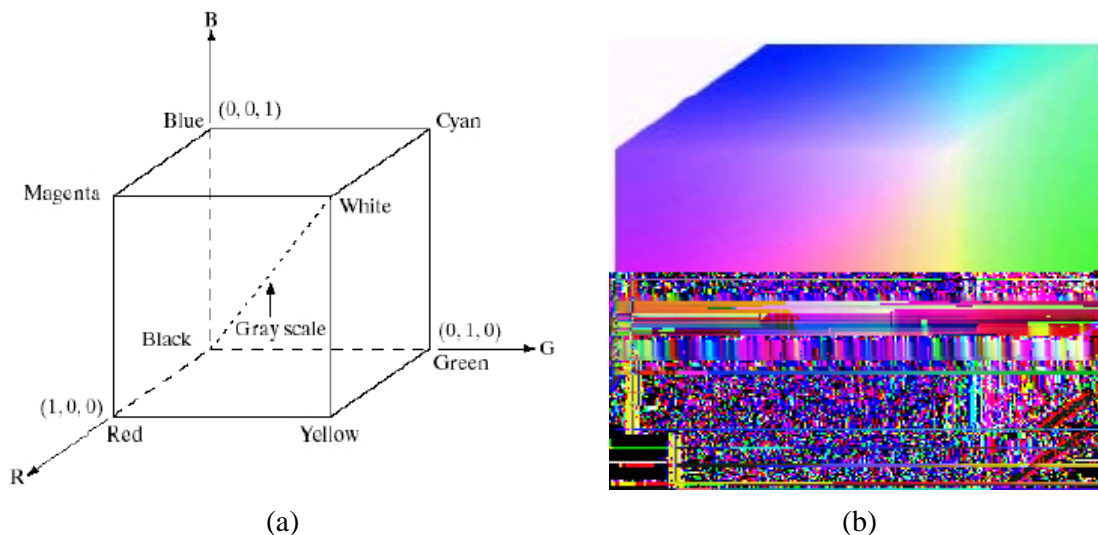 B
Blue (0, 0, 1) Cyan
Magenta White
Gray scale
Black (0, 1, 0)
G
Green
(1, 0, 0)
Red Yellow
R
(a) (b)